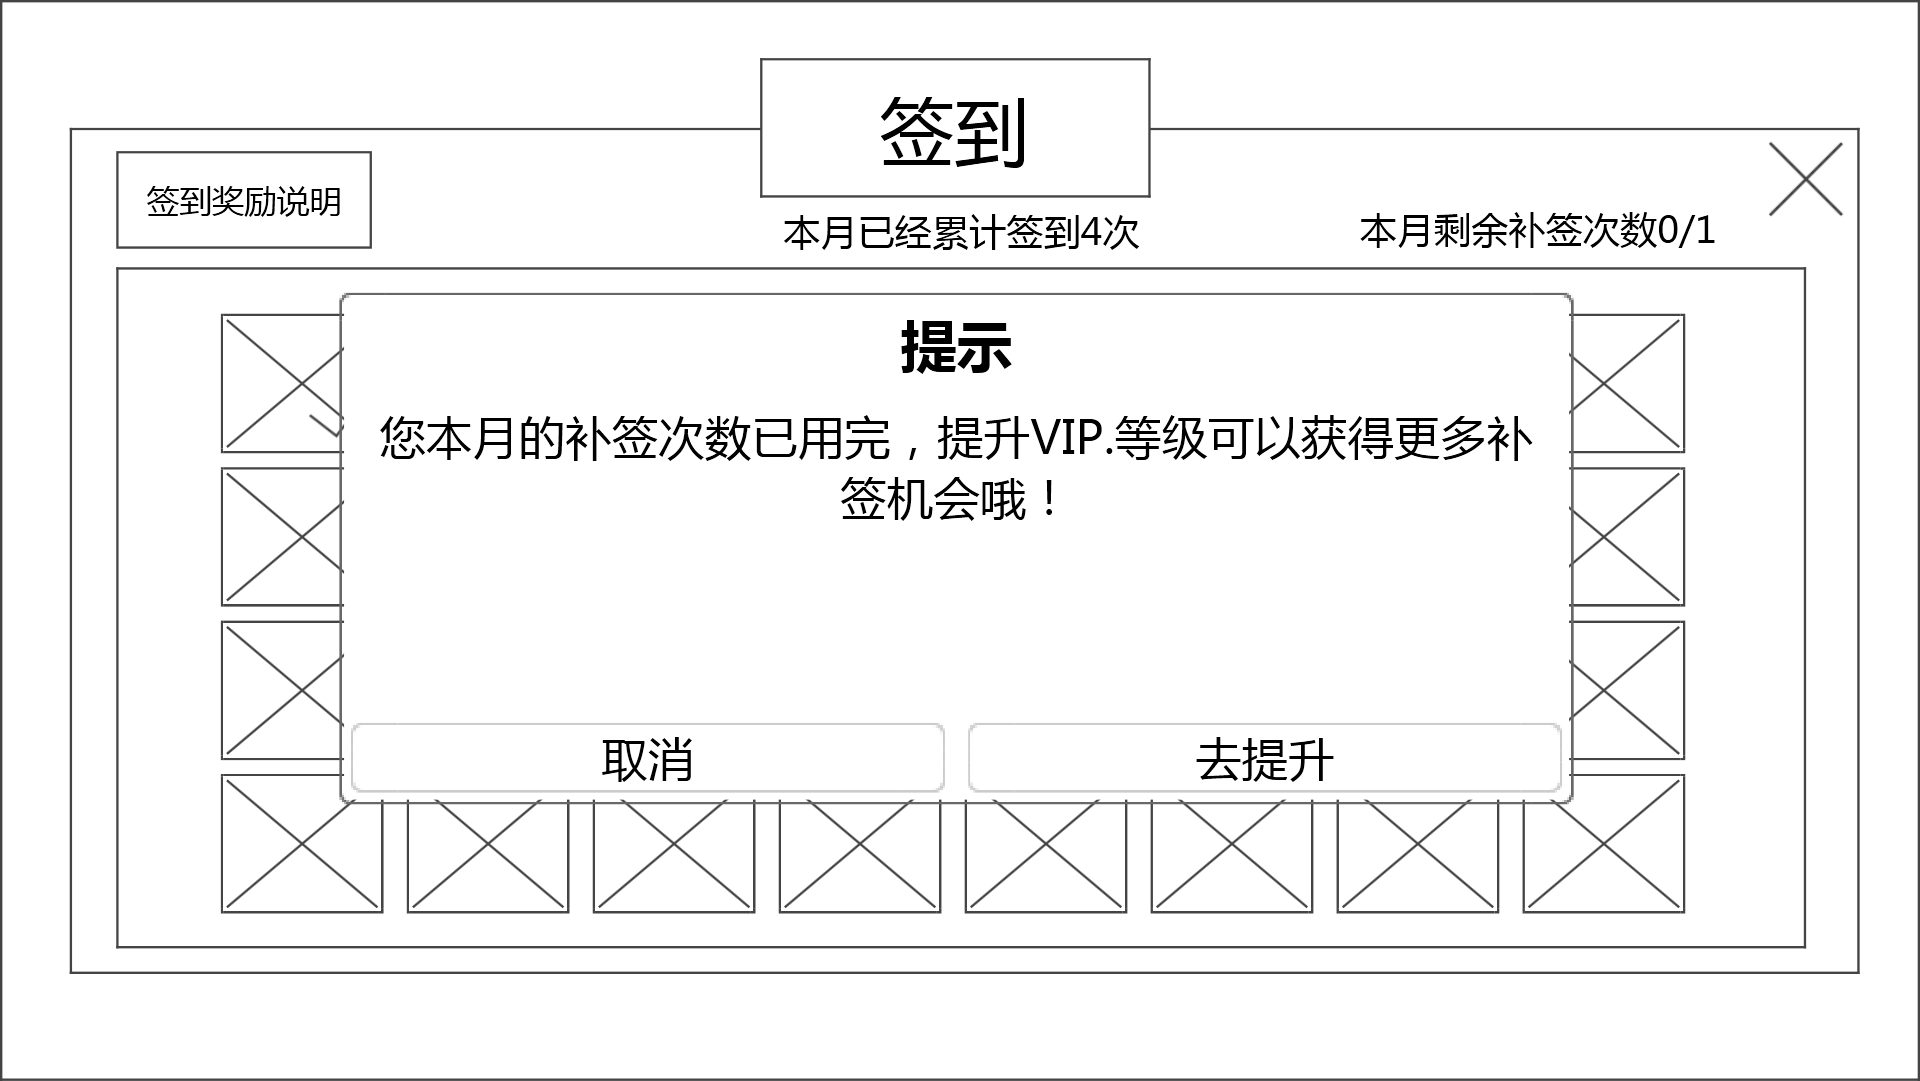 签到
签到奖励说明
本月已经累计签到4次
本月剩余补签次数0/1
提示
您本月的补签次数已用完，提升VIP.等级可以获得更多补
签机会哦！
取消
去提升